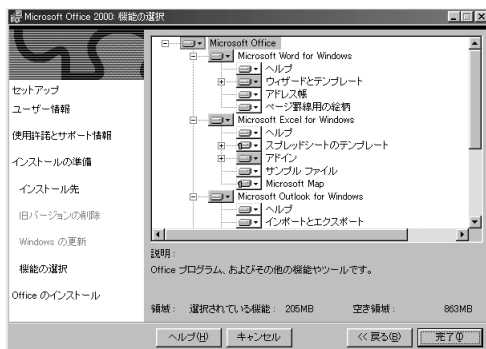 Microsoft Office 2000: 機能の選択
セットアップ
ユーザー情報
使用許諾とサポート情報
インストールの準備
インストール先
旧バージョンの削除
Windows の更新
機能の選択
Office のインストール
Microsoft Office
Microsoft Word for Windows
ヘルプ
ウィザードとテンプレート
アドレス帳
ページ罫線用の絵柄
Microsoft Excel for Windows
ヘルプ
スプレッドシートのテンプレート
アドイン
サンプル ファイル
Microsoft Map
Microsoft Outlook for Windows
ヘルプ
インポートとエクスポート
説明:
Office プログラム、およびその他の機能やツールです。
領域: 選択されている機能: 205MB 空き領域: 863MB
ヘルプ(H) キャンセル << 戻る(B) 完了(I)